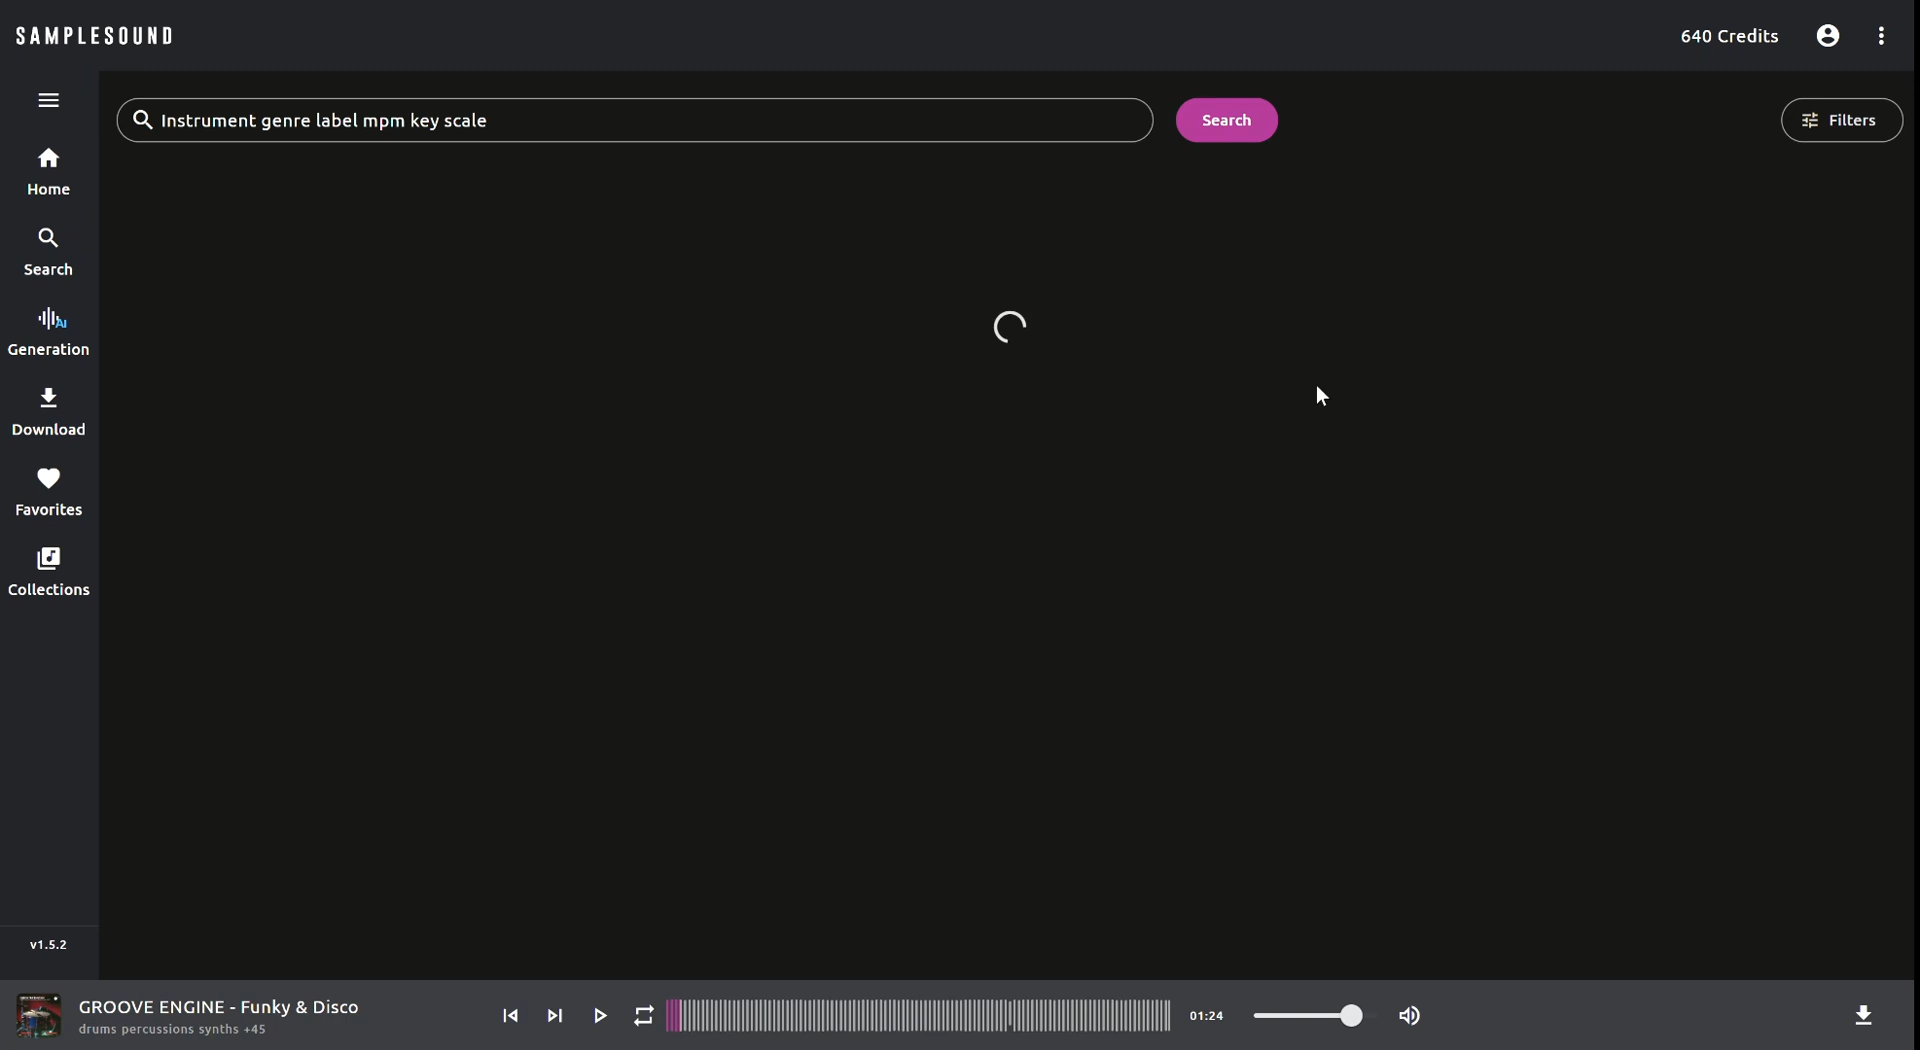 SAMPLESOUND
640 Credits
Instrument genre label mpm key scale
Search
Filters
Home
Search
AI
Generation
Download
Favorites
Collections
v1.5.2
GROOVE ENGINE - Funky & Disco
drums percussions synths +45
01:24